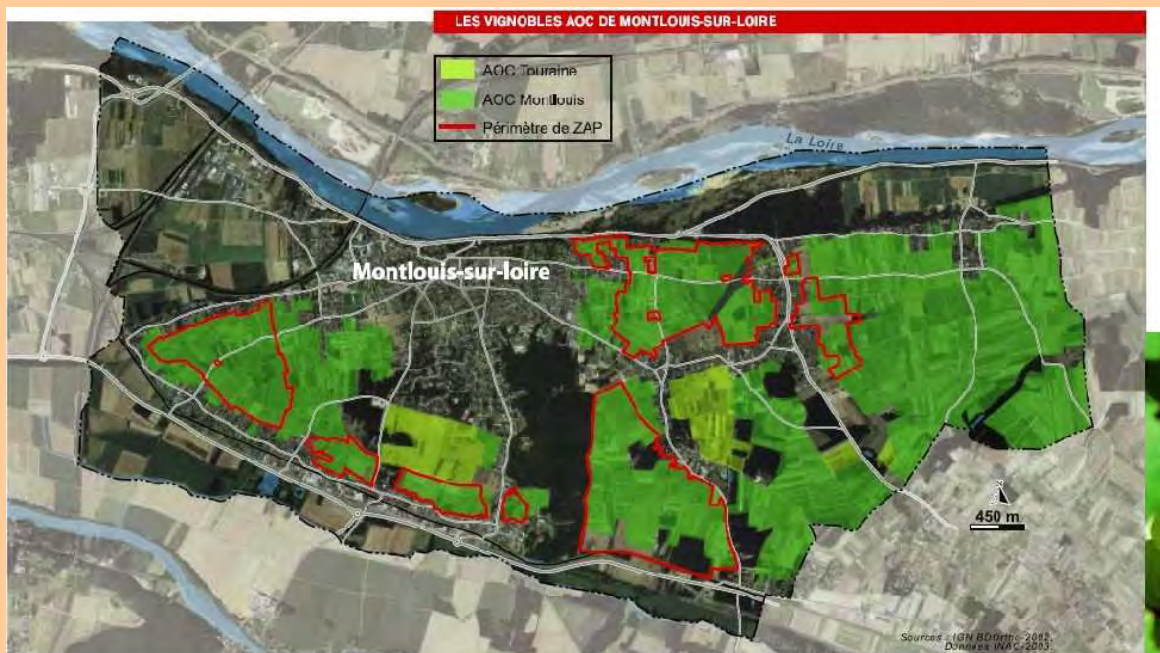 LES VIGNOBLES AOC DE MONTLOUIS-SUR-LOIRE
AOC Touraine
AOC Montlouis
Périmètre de ZAP
La Loire
Montlouis-sur-loire
N
450 m
Sources : IGN BDOrtho-2002,
Données INAO-2003.